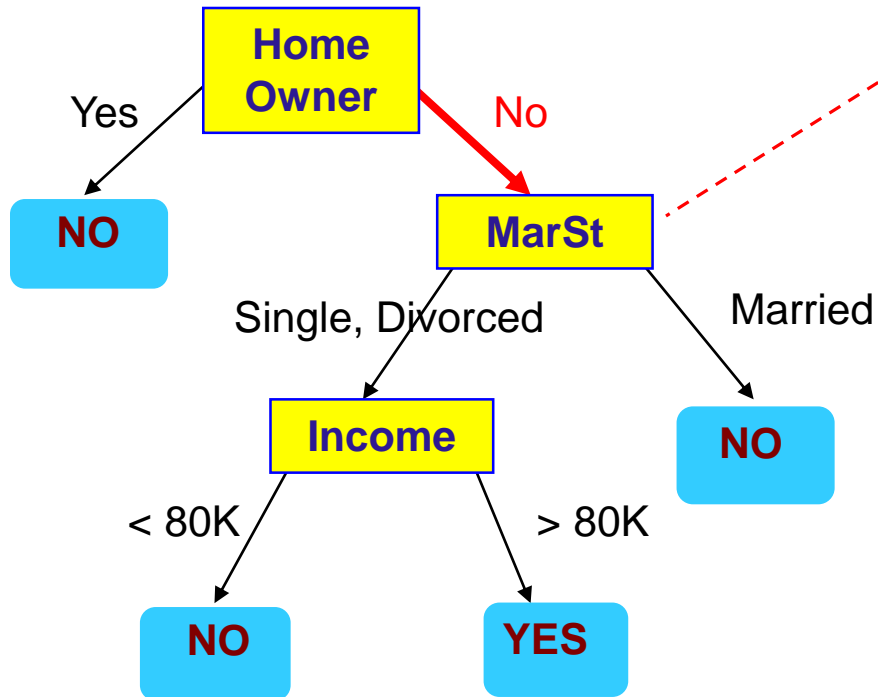 Home
Owner
Yes
No
NO
MarSt
Single, Divorced
Married
Income
NO
< 80K
> 80K
NO
YES